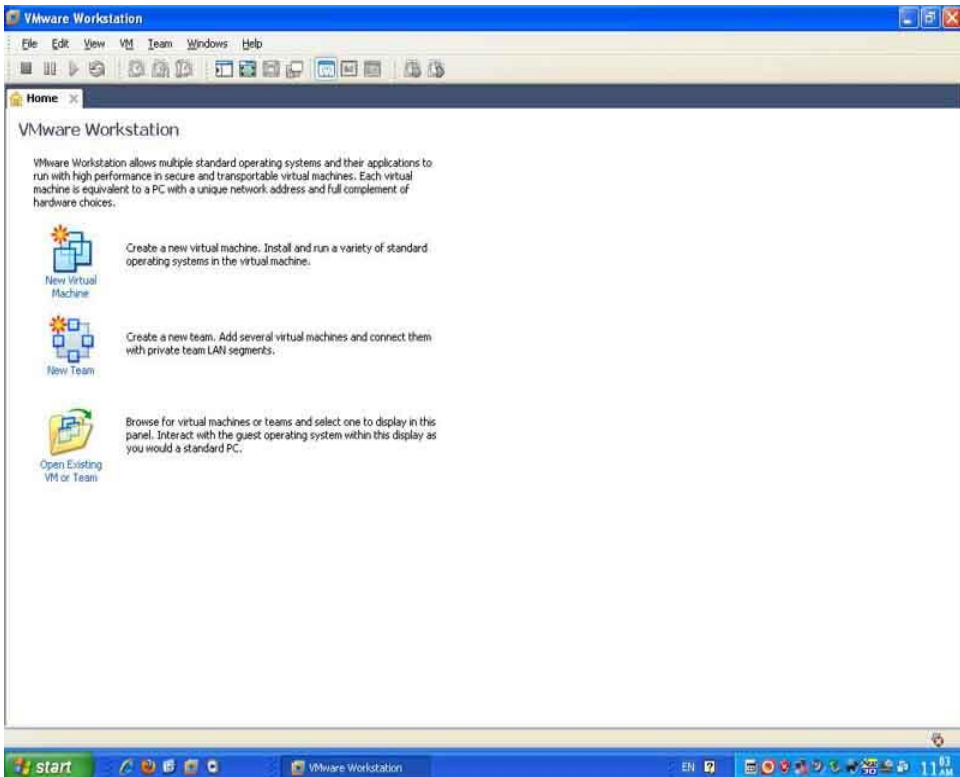 VMware Workstation
File Edit View VM Team Windows Help
Home
VMware Workstation
VMware Workstation allows multiple standard operating systems and their applications to
run with high performance in secure and transportable virtual machines. Each virtual
machine is equivalent to a PC with a unique network address and full complement of
hardware choices.
New Virtual
Machine
Create a new virtual machine. Install and run a variety of standard
operating systems in the virtual machine.
New Team
Create a new team. Add several virtual machines and connect them
with private team LAN segments.
Open Existing
VM or Team
Browse for virtual machines or teams and select one to display in this
panel. Interact with the guest operating system within this display as
you would a standard PC.
start
VMware Workstation
EN
11 03 AM